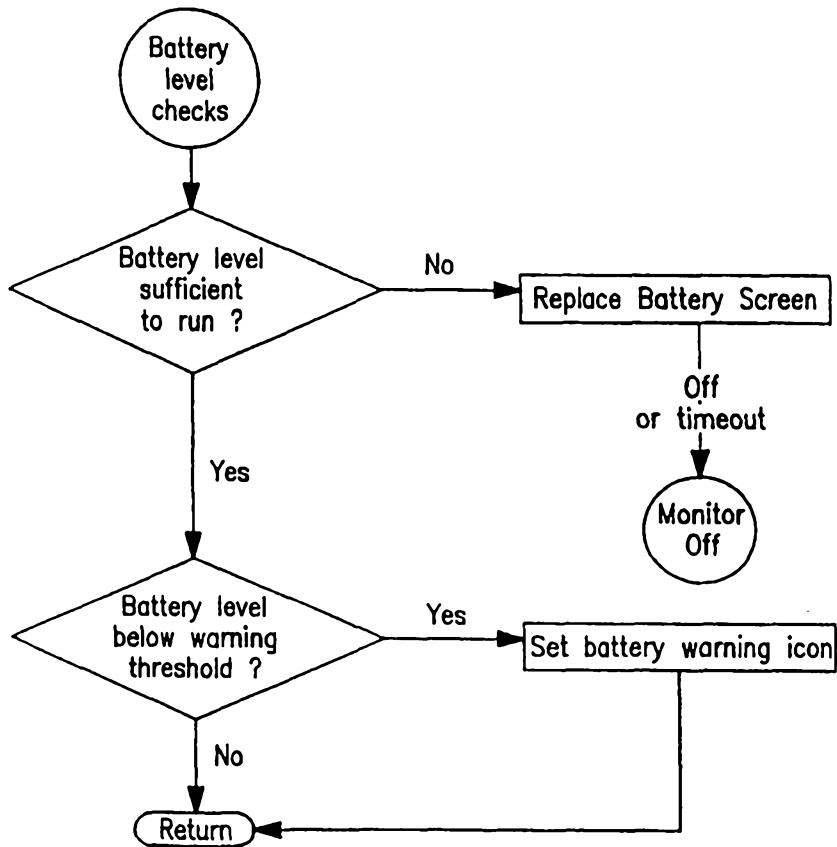 Battery
level
checks
Battery level
sufficient
to run ?
No
Replace Battery Screen
Off
or timeout
Monitor
Off
Yes
Battery level
below warning
threshold ?
Yes
Set battery warning icon
No
Return